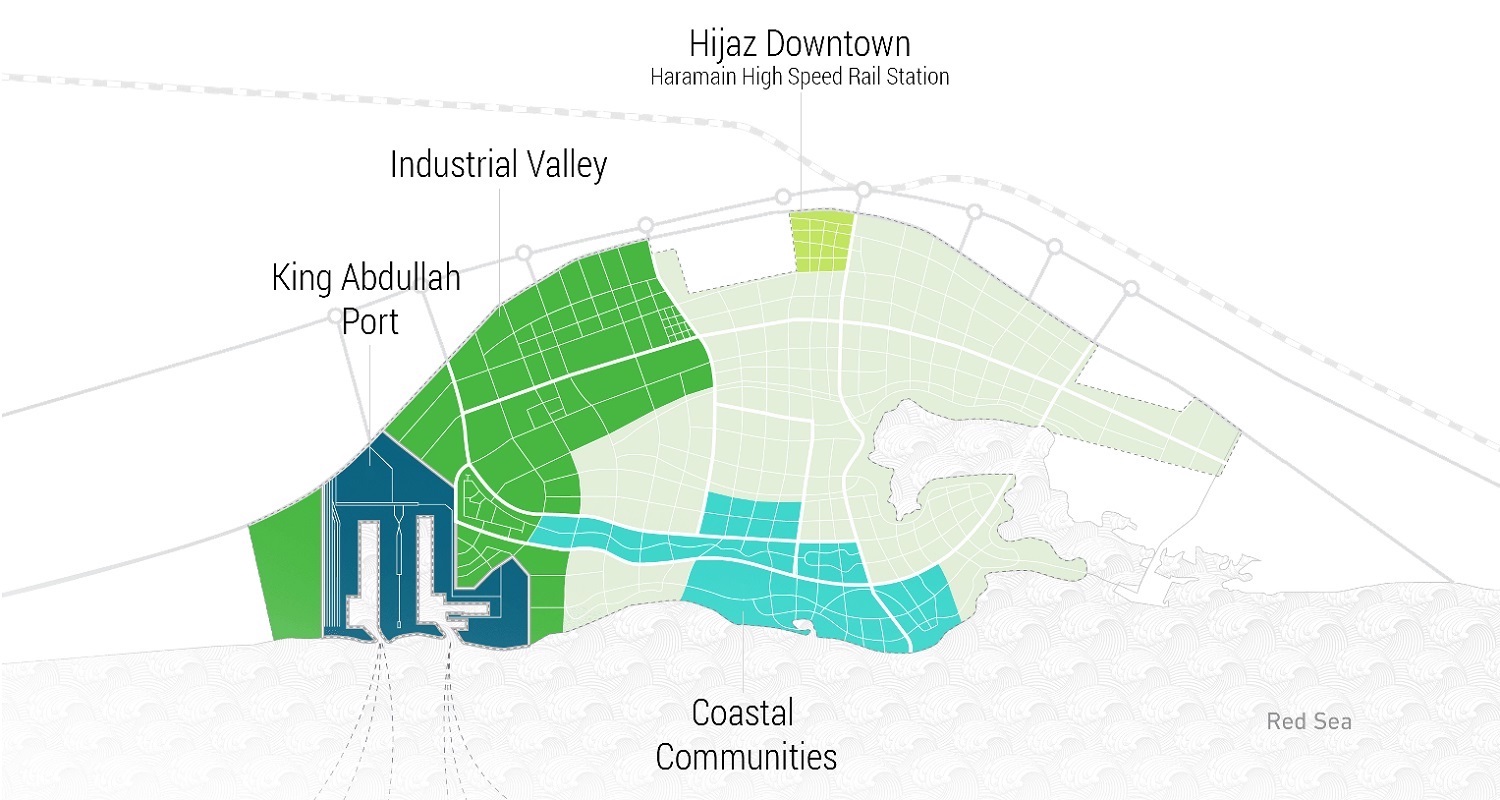 Hijaz Downtown
Haramain High Speed Rail Station
Industrial Valley
King Abdullah
Port
Coastal
Communities
Red Sea